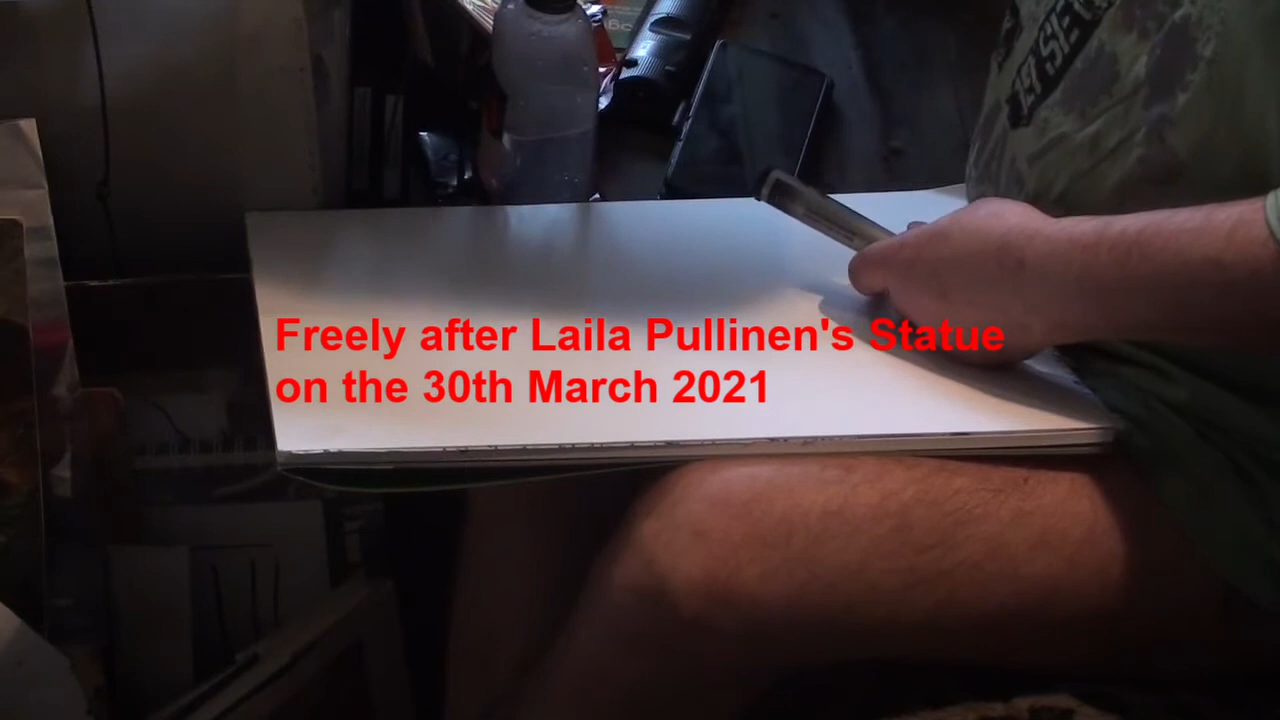 Freely after Laila Pullinen's Statue
on the 30th March 2021